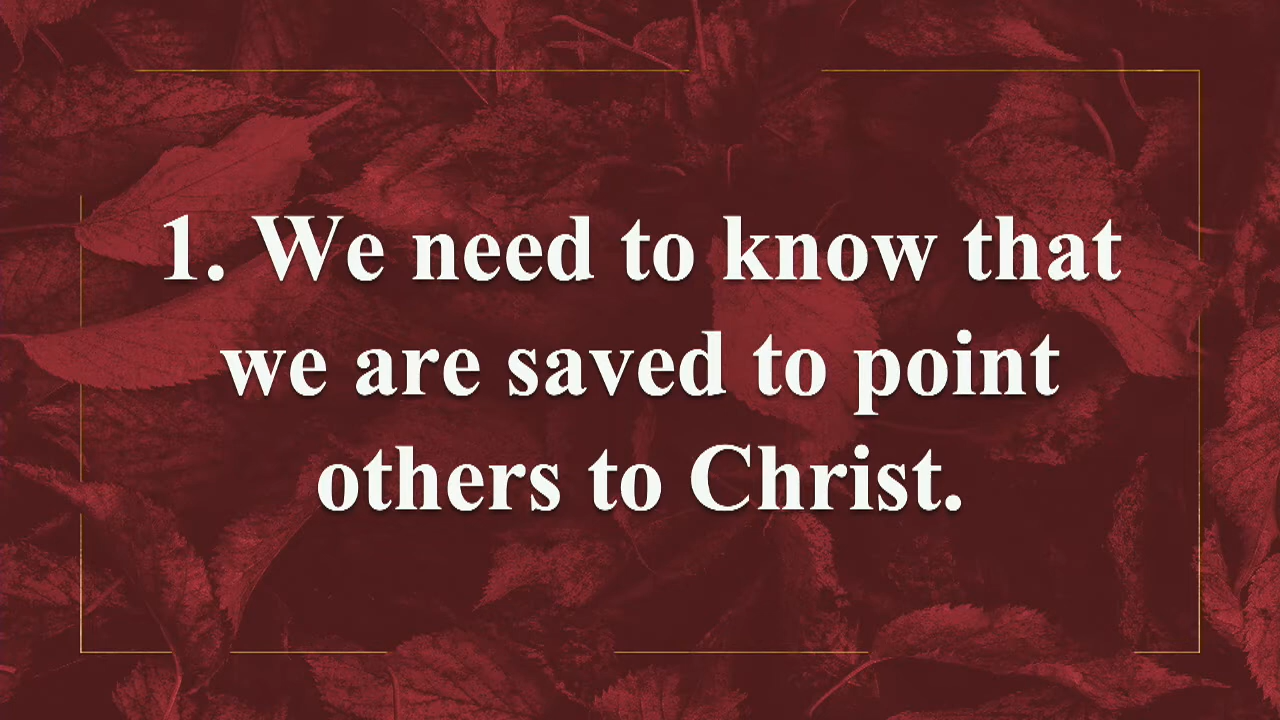 1. We need to know that
we are saved to point
others to Christ.